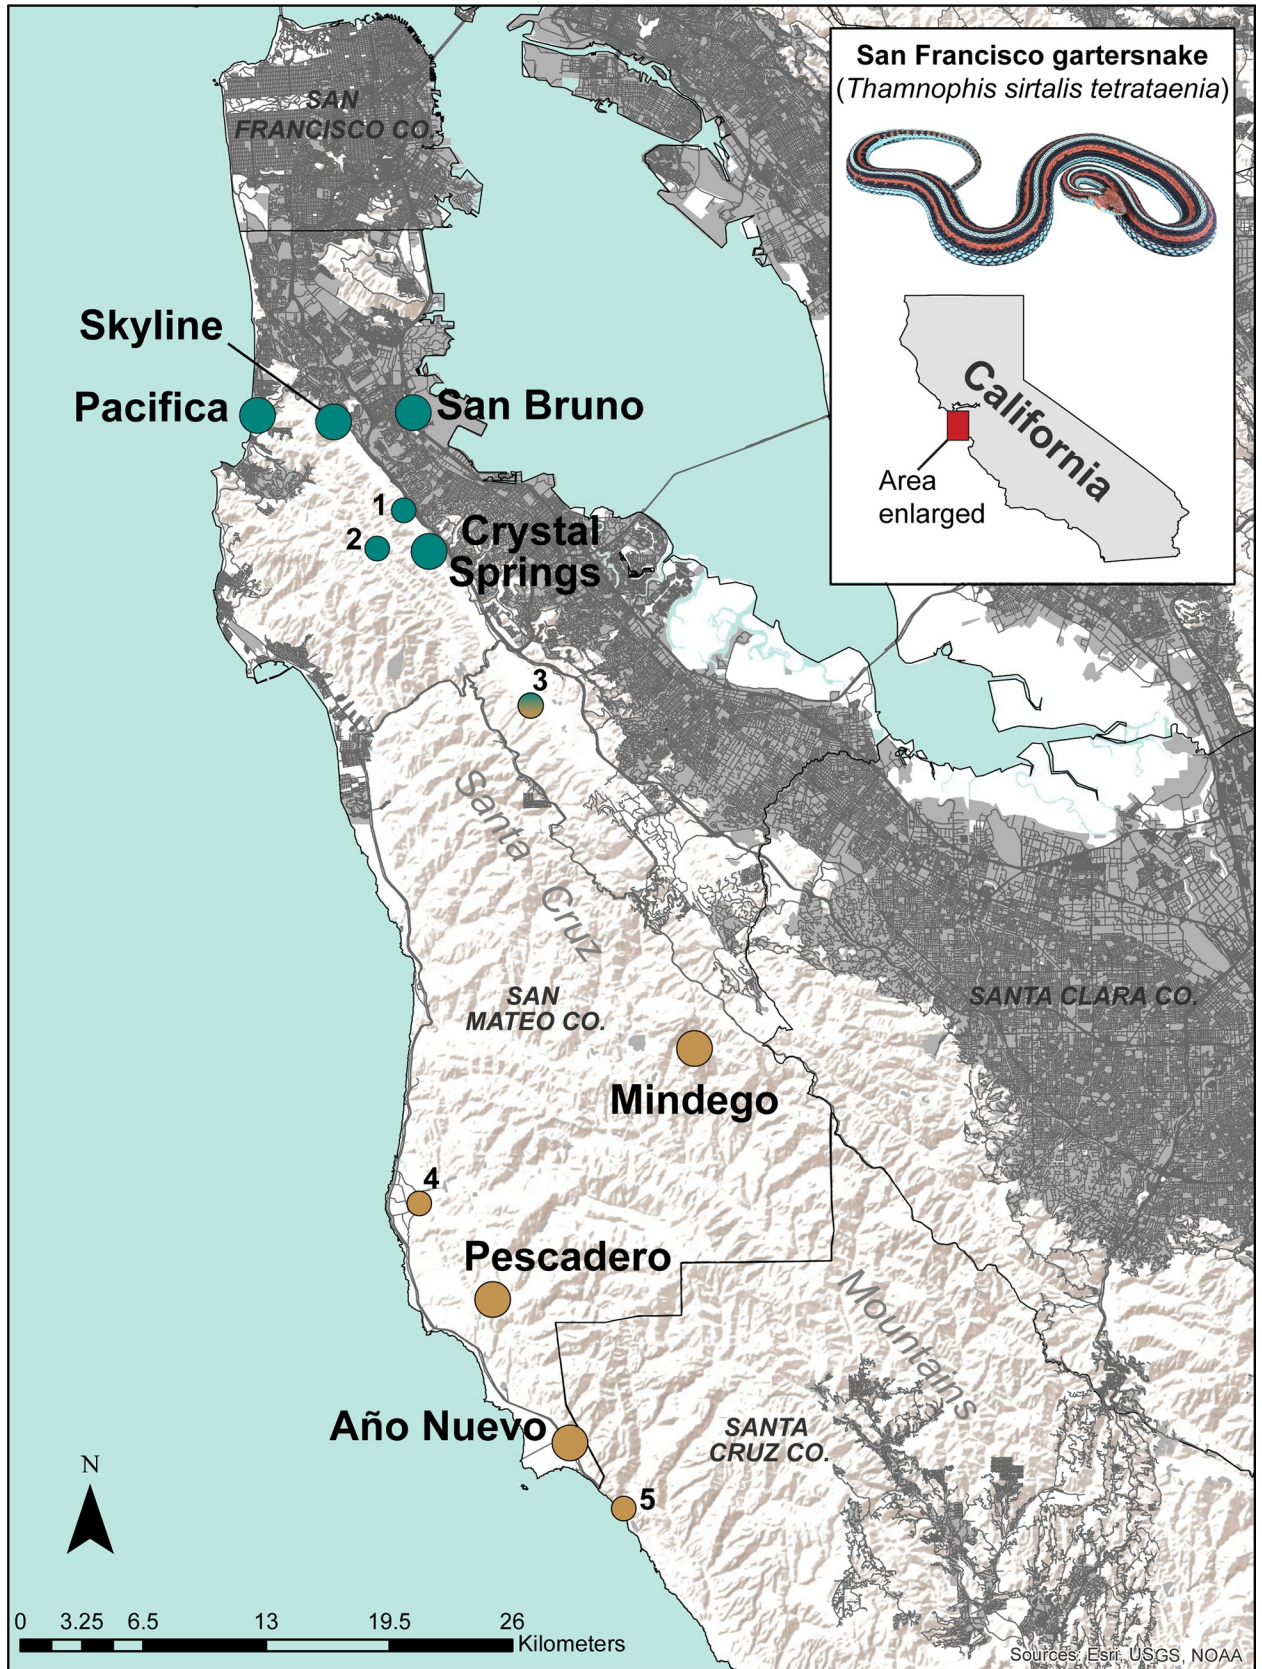 San Francisco gartersnake
(Thamnophis sirtalis tetrataenia)
California
Area
enlarged
SAN
FRANCISCO CO.
Skyline
Pacifica
San Bruno
1
2
Crystal
Springs
3
Santa
Cruz
SAN
MATEO CO.
SANTA CLARA CO.
Mindego
4
Pescadero
Mountains
Año Nuevo
SANTA
CRUZ CO.
5
N
0 3.25 6.5 13 19.5 26
Kilometers
Sources: Esri, USGS, NOAA